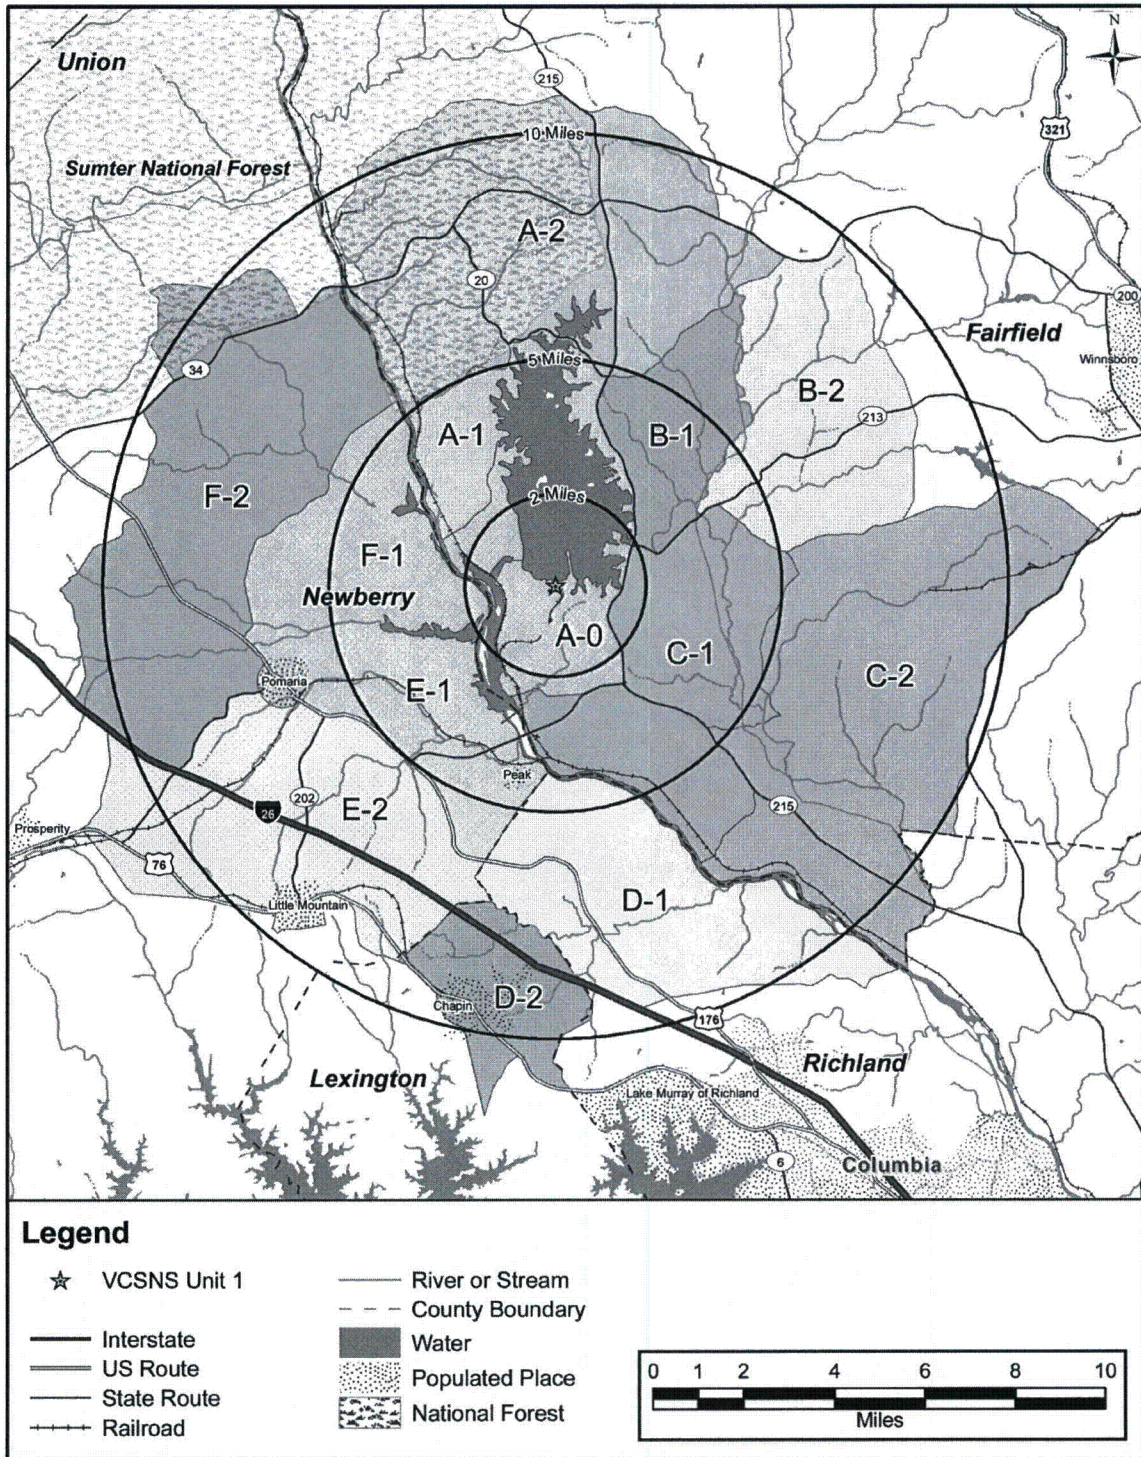 Union
N
215
321
10 Miles
Sumter National Forest
A-2
20
200
Fairfield
5 Miles
Winnsboro
34
B-2
213
A-1
B-1
F-2
2 Miles
F-1
Newberry
A-0
C-1
C-2
Pomaria
E-1
Peak
26
202
E-2
215
Prosperity
76
D-1
Little Mountain
D-2
Chapin
176
Richland
Lexington
Lake Murray of Richland
6
Columbia
Legend
VCSNS Unit 1
Interstate
US Route
State Route
Railroad
River or Stream
County Boundary
Water
Populated Place
National Forest
0 1 2 4 6 8 10
Miles